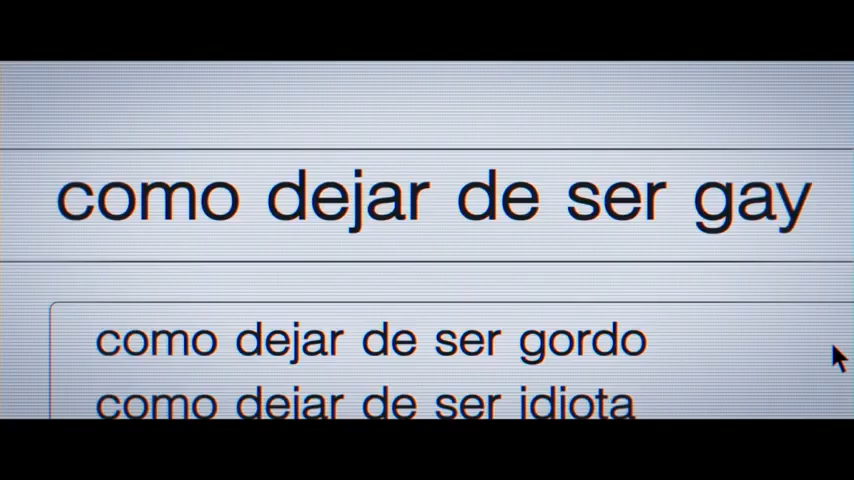 como dejar de ser gay
como dejar de ser gordo
como dejar de ser idiota